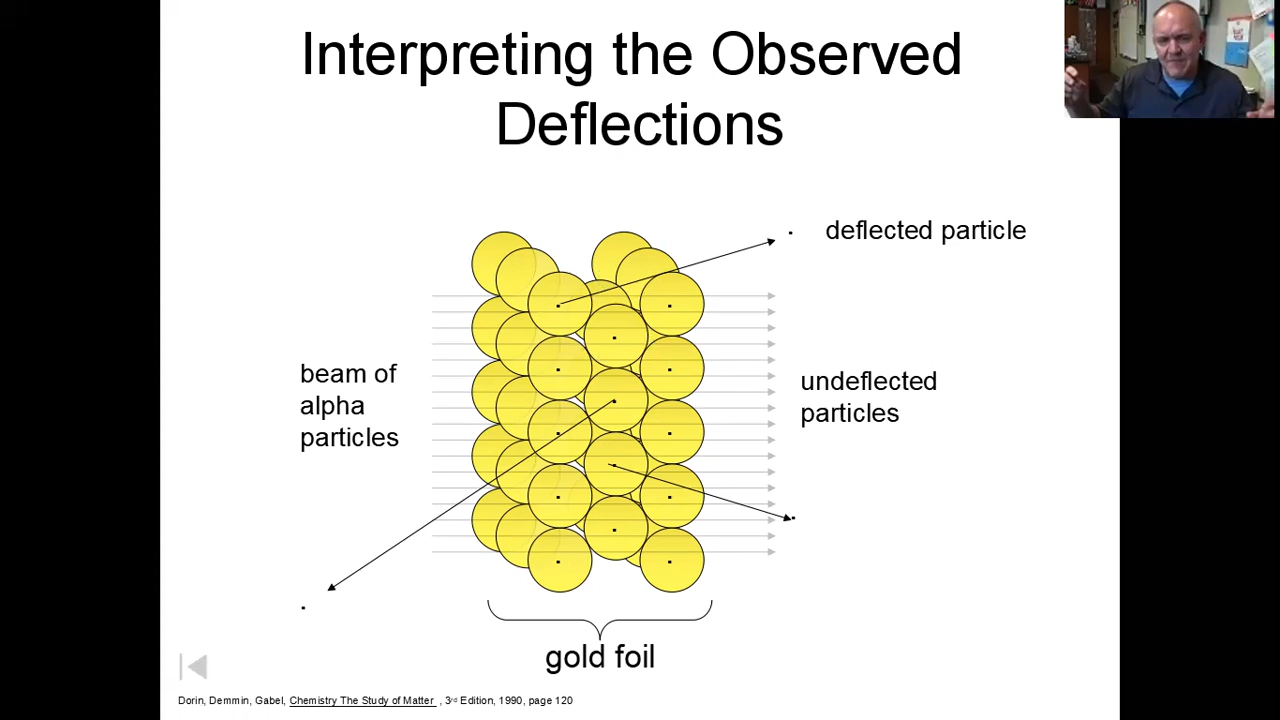 Interpreting the Observed
Deflections
deflected particle
beam of
alpha
particles
undeflected
particles
gold foil
Dorin, Demmin, Gabel, Chemistry The Study of Matter , 3rd Edition, 1990, page 120